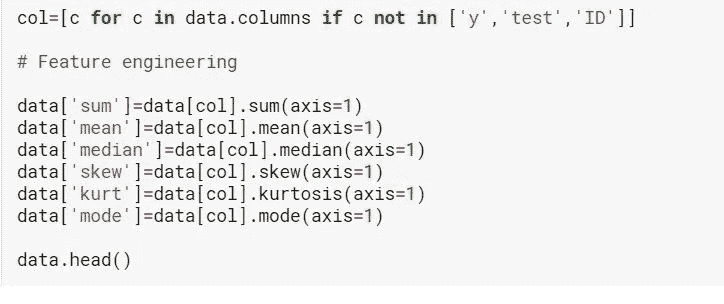 col=[c for c in data.columns if c not in ['y','test','ID']]
# Feature engineering
data['sum']=data[col].sum(axis=1)
data['mean']=data[col].mean(axis=1)
data['median']=data[col].median(axis=1)
data['skew']=data[col].skew(axis=1)
data['kurt']=data[col].kurtosis(axis=1)
data['mode']=data[col].mode(axis=1)
data.head()